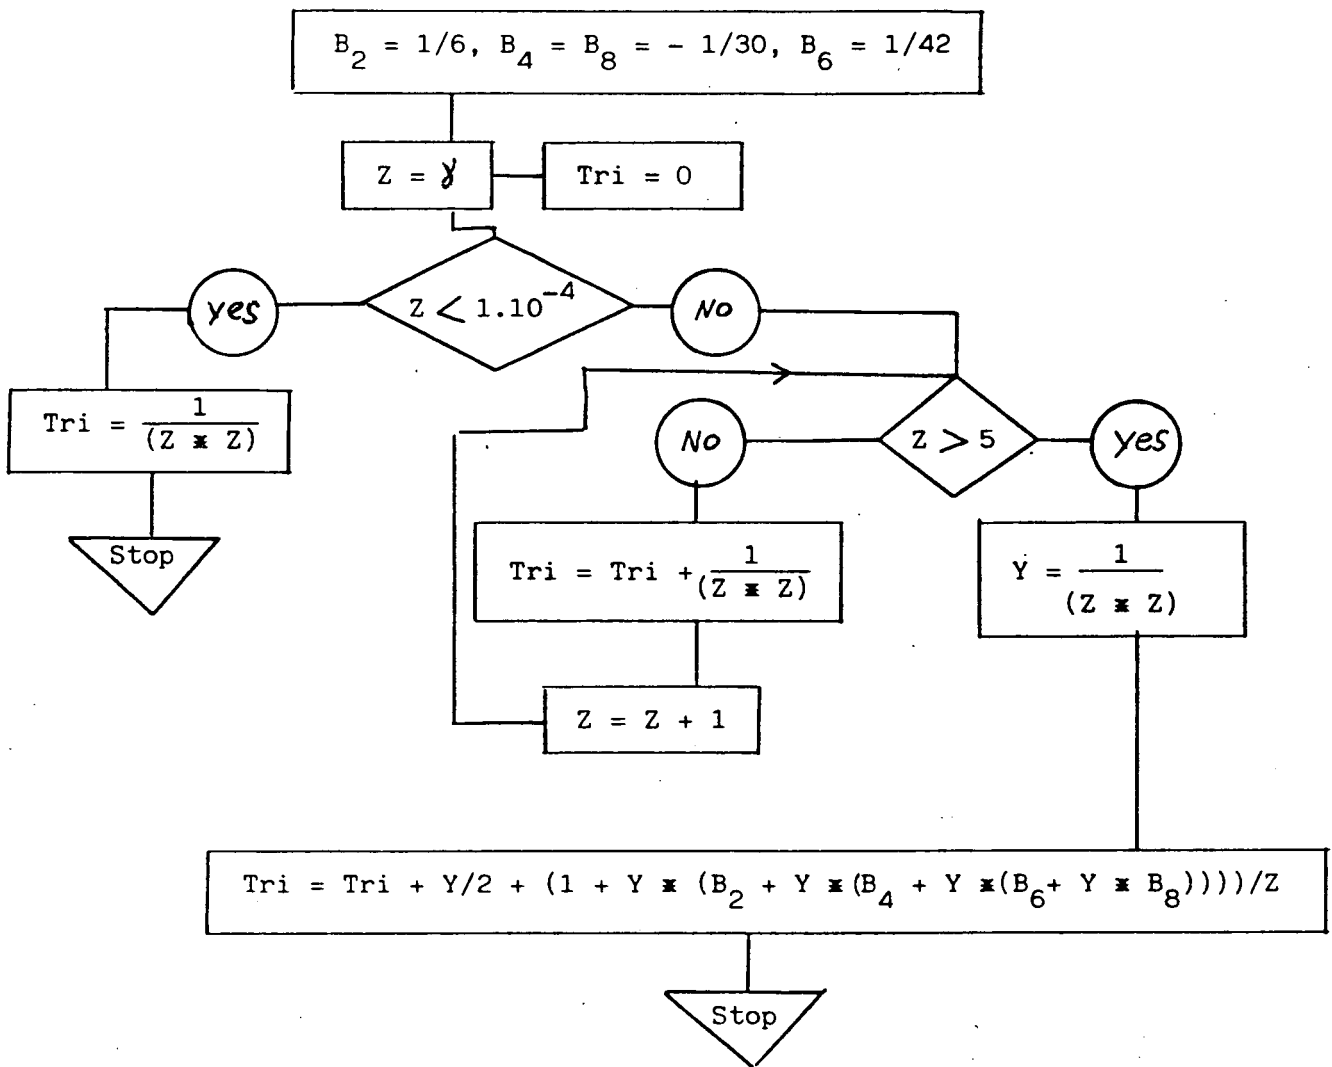 B₂ = 1/6, B₄ = B₈ = - 1/30, B₆ = 1/42
Z = γ
Tri = 0
Z < 1.10⁻⁴
yes
No
Tri = 1/(Z * Z)
Stop
Z > 5
No
yes
Tri = Tri + 1/(Z * Z)
Y = 1/(Z * Z)
Z = Z + 1
Tri = Tri + Y/2 + (1 + Y * (B₂ + Y *(B₄ + Y *(B₆+ Y * B₈))))/Z
Stop